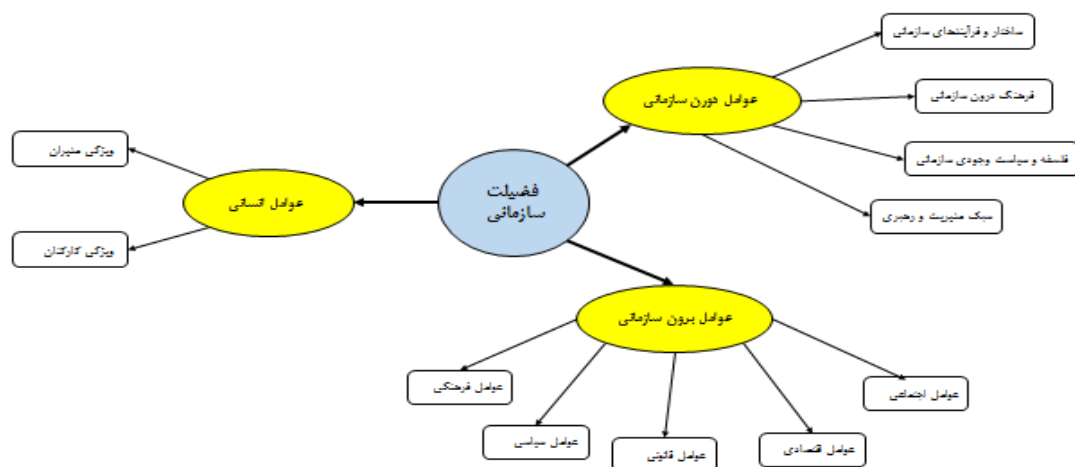 ساختار و فرآیندهای سازمانی
عوامل دورن سازمانی
فرهنگ درون سازمانی
فلسفه و سیاست وجودی سازمانی
سبک مدیریت و رهبری
فضیلت
سازمانی
ویژگی مدیران
عوامل انسانی
ویژگی کارکنان
عوامل برون سازمانی
عوامل اجتماعی
عوامل اقتصادی
عوامل قانونی
عوامل سیاسی
عوامل فرهنگی